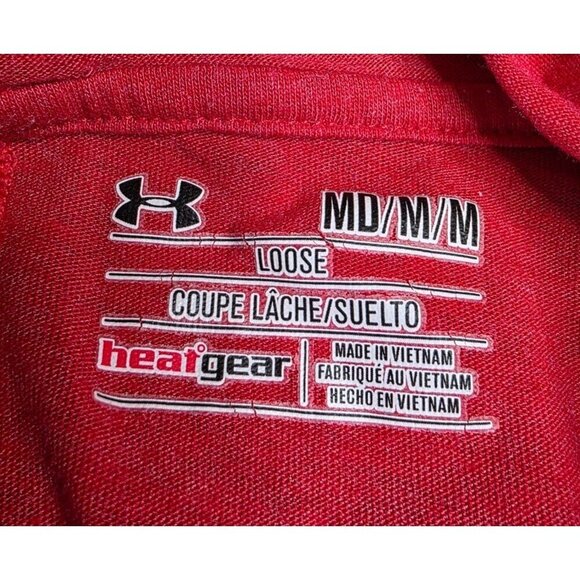 MD/M/M
LOOSE
COUPE LÂCHE/SUELTO
heatgear
MADE IN VIETNAM
FABRIQUÉ AU VIETNAM
HECHO EN VIETNAM